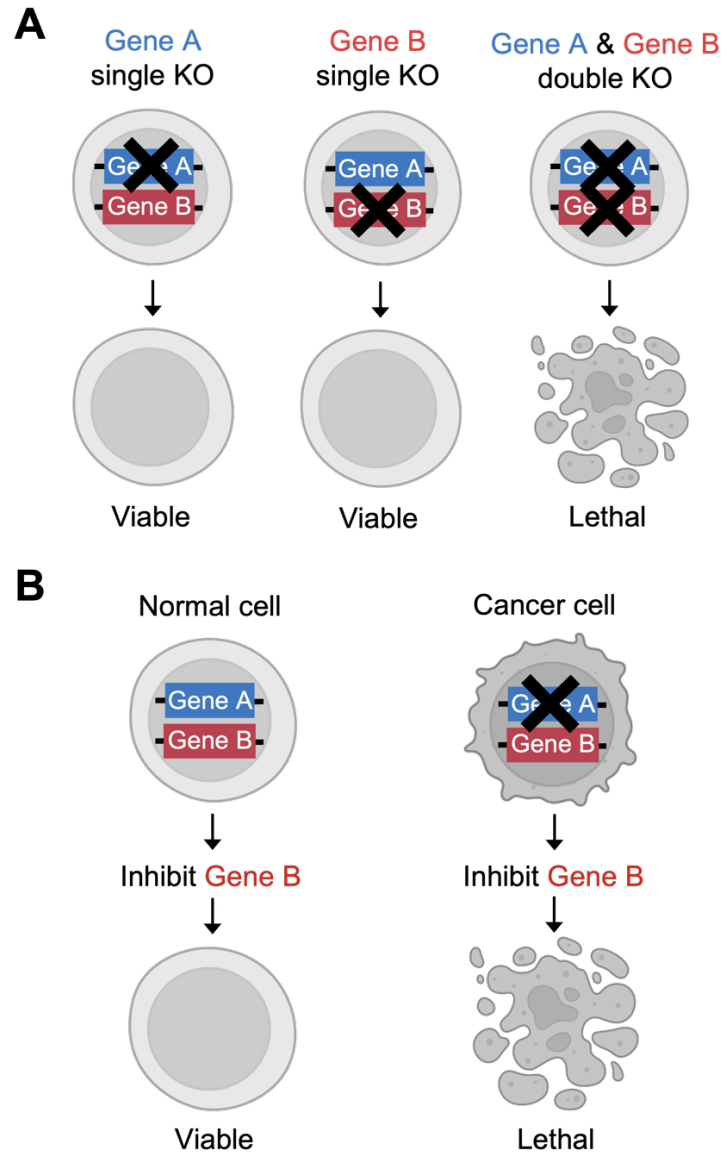 A
Gene A
single KO
Gene B
single KO
Gene A & Gene B
double KO
Gene A
Gene B
Gene A
Gene B
Gene A
Gene B
Viable
Viable
Lethal
B
Normal cell
Cancer cell
Gene A
Gene B
Gene A
Gene B
Inhibit Gene B
Inhibit Gene B
Viable
Lethal